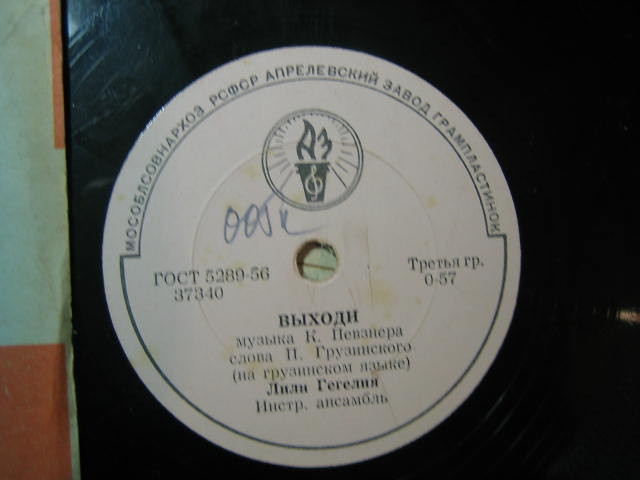 МОСОБЛСОВНАРХОЗ РСФСР АПРЕЛЕВСКИЙ ЗАВОД ГРАМПЛАСТИНОК
АЗ
ГОСТ 5289-56
37340
Третья гр.
0-57
ВЫХОДИ
музыка К. Певзнера
слова П. Грузинского
(на грузинском языке)
Лили Гегелия
Инстр. ансамбль